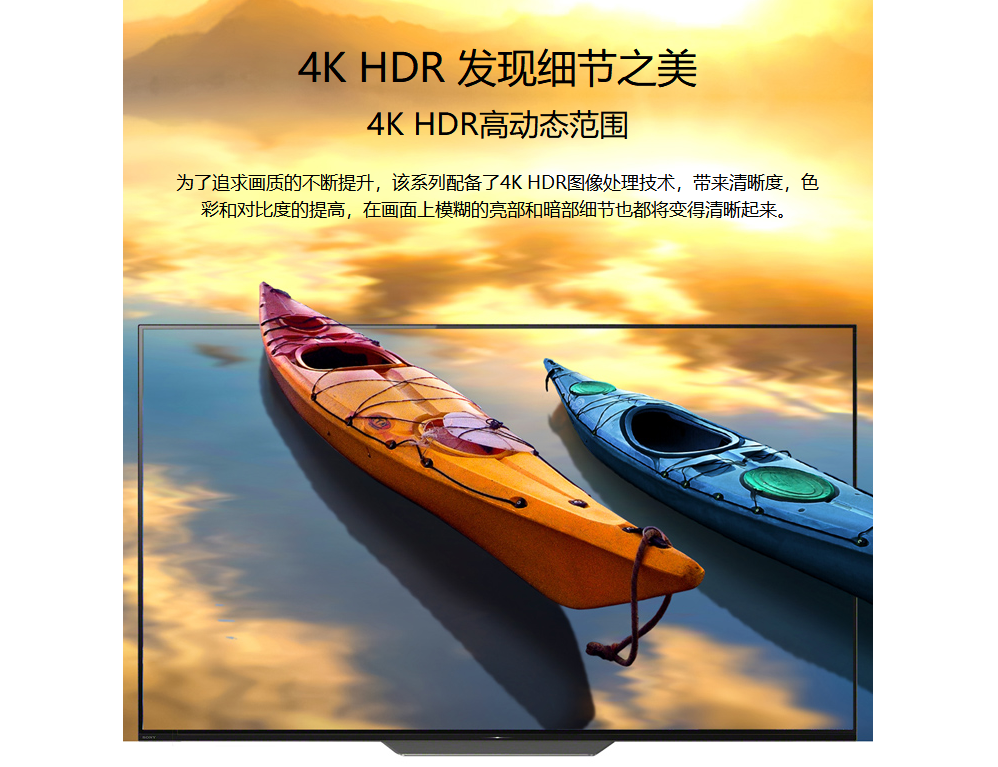 4K HDR 发现细节之美
4K HDR高动态范围
为了追求画质的不断提升，该系列配备了4K HDR图像处理技术，带来清晰度，色
彩和对比度的提高，在画面上模糊的亮部和暗部细节也都将变得清晰起来。
SONY